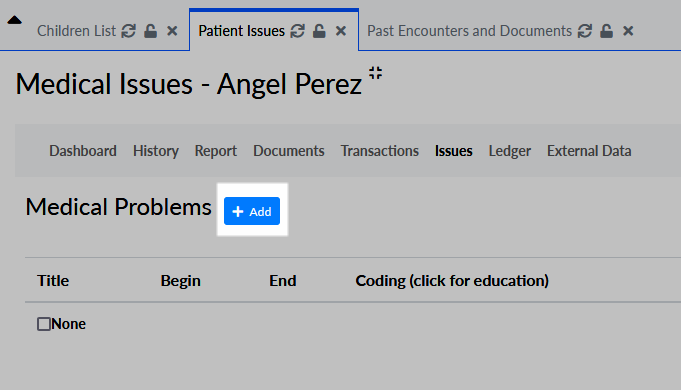 Children List Patient Issues Past Encounters and Documents
Medical Issues - Angel Perez
Dashboard History Report Documents Transactions Issues Ledger External Data
Medical Problems + Add
Title Begin End Coding (click for education)
None